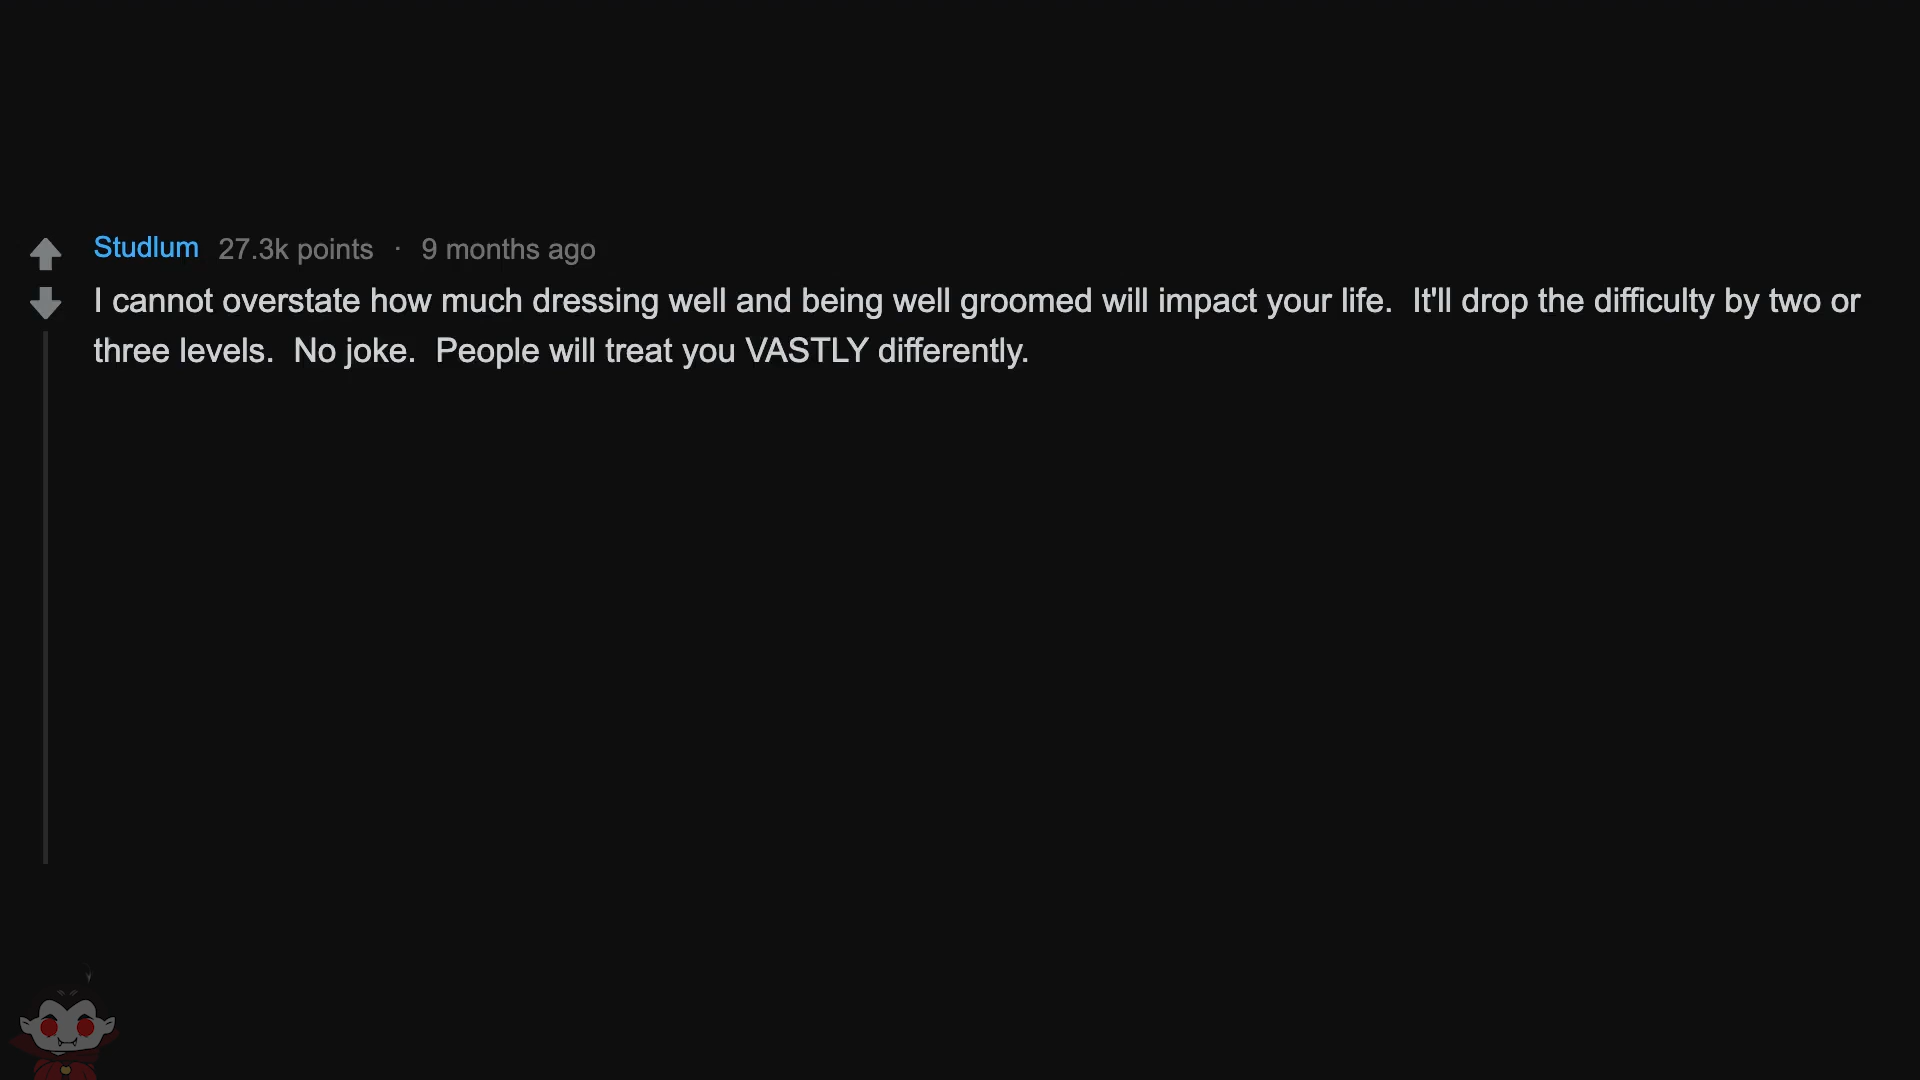 Studlum 27.3k points · 9 months ago
I cannot overstate how much dressing well and being well groomed will impact your life.  It'll drop the difficulty by two or
three levels.  No joke.  People will treat you VASTLY differently.